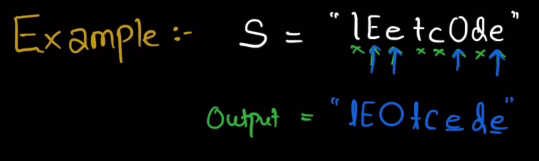 Example :- S = "lEetcOde"
Output = "lEOtcede"